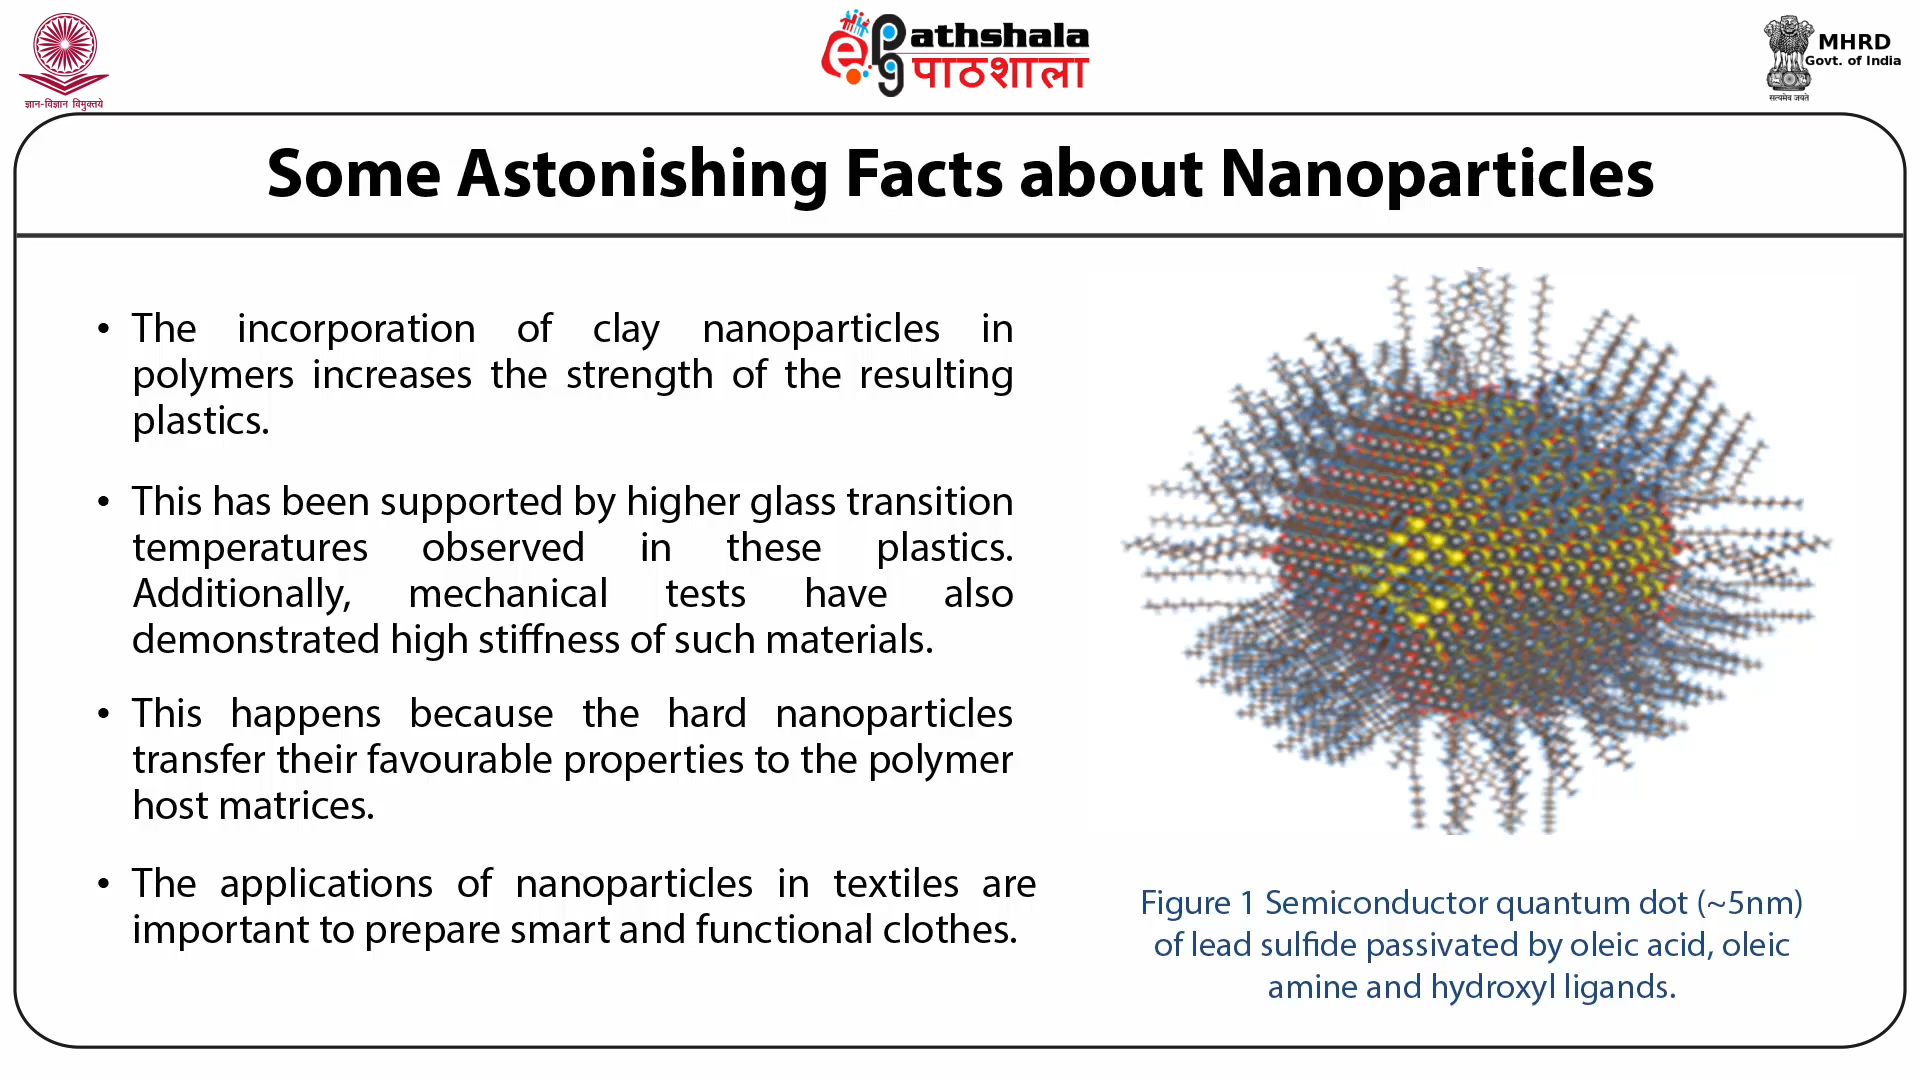 ज्ञान-विज्ञान विमुक्तये
ePathshala
पाठशाला
MHRD
Govt. of India
सत्यमेव जयते
Some Astonishing Facts about Nanoparticles
• The incorporation of clay nanoparticles in
polymers increases the strength of the resulting
plastics.
• This has been supported by higher glass transition
temperatures observed in these plastics.
Additionally, mechanical tests have also
demonstrated high stiffness of such materials.
• This happens because the hard nanoparticles
transfer their favourable properties to the polymer
host matrices.
• The applications of nanoparticles in textiles are
important to prepare smart and functional clothes.
Figure 1 Semiconductor quantum dot (~5nm)
of lead sulfide passivated by oleic acid, oleic
amine and hydroxyl ligands.